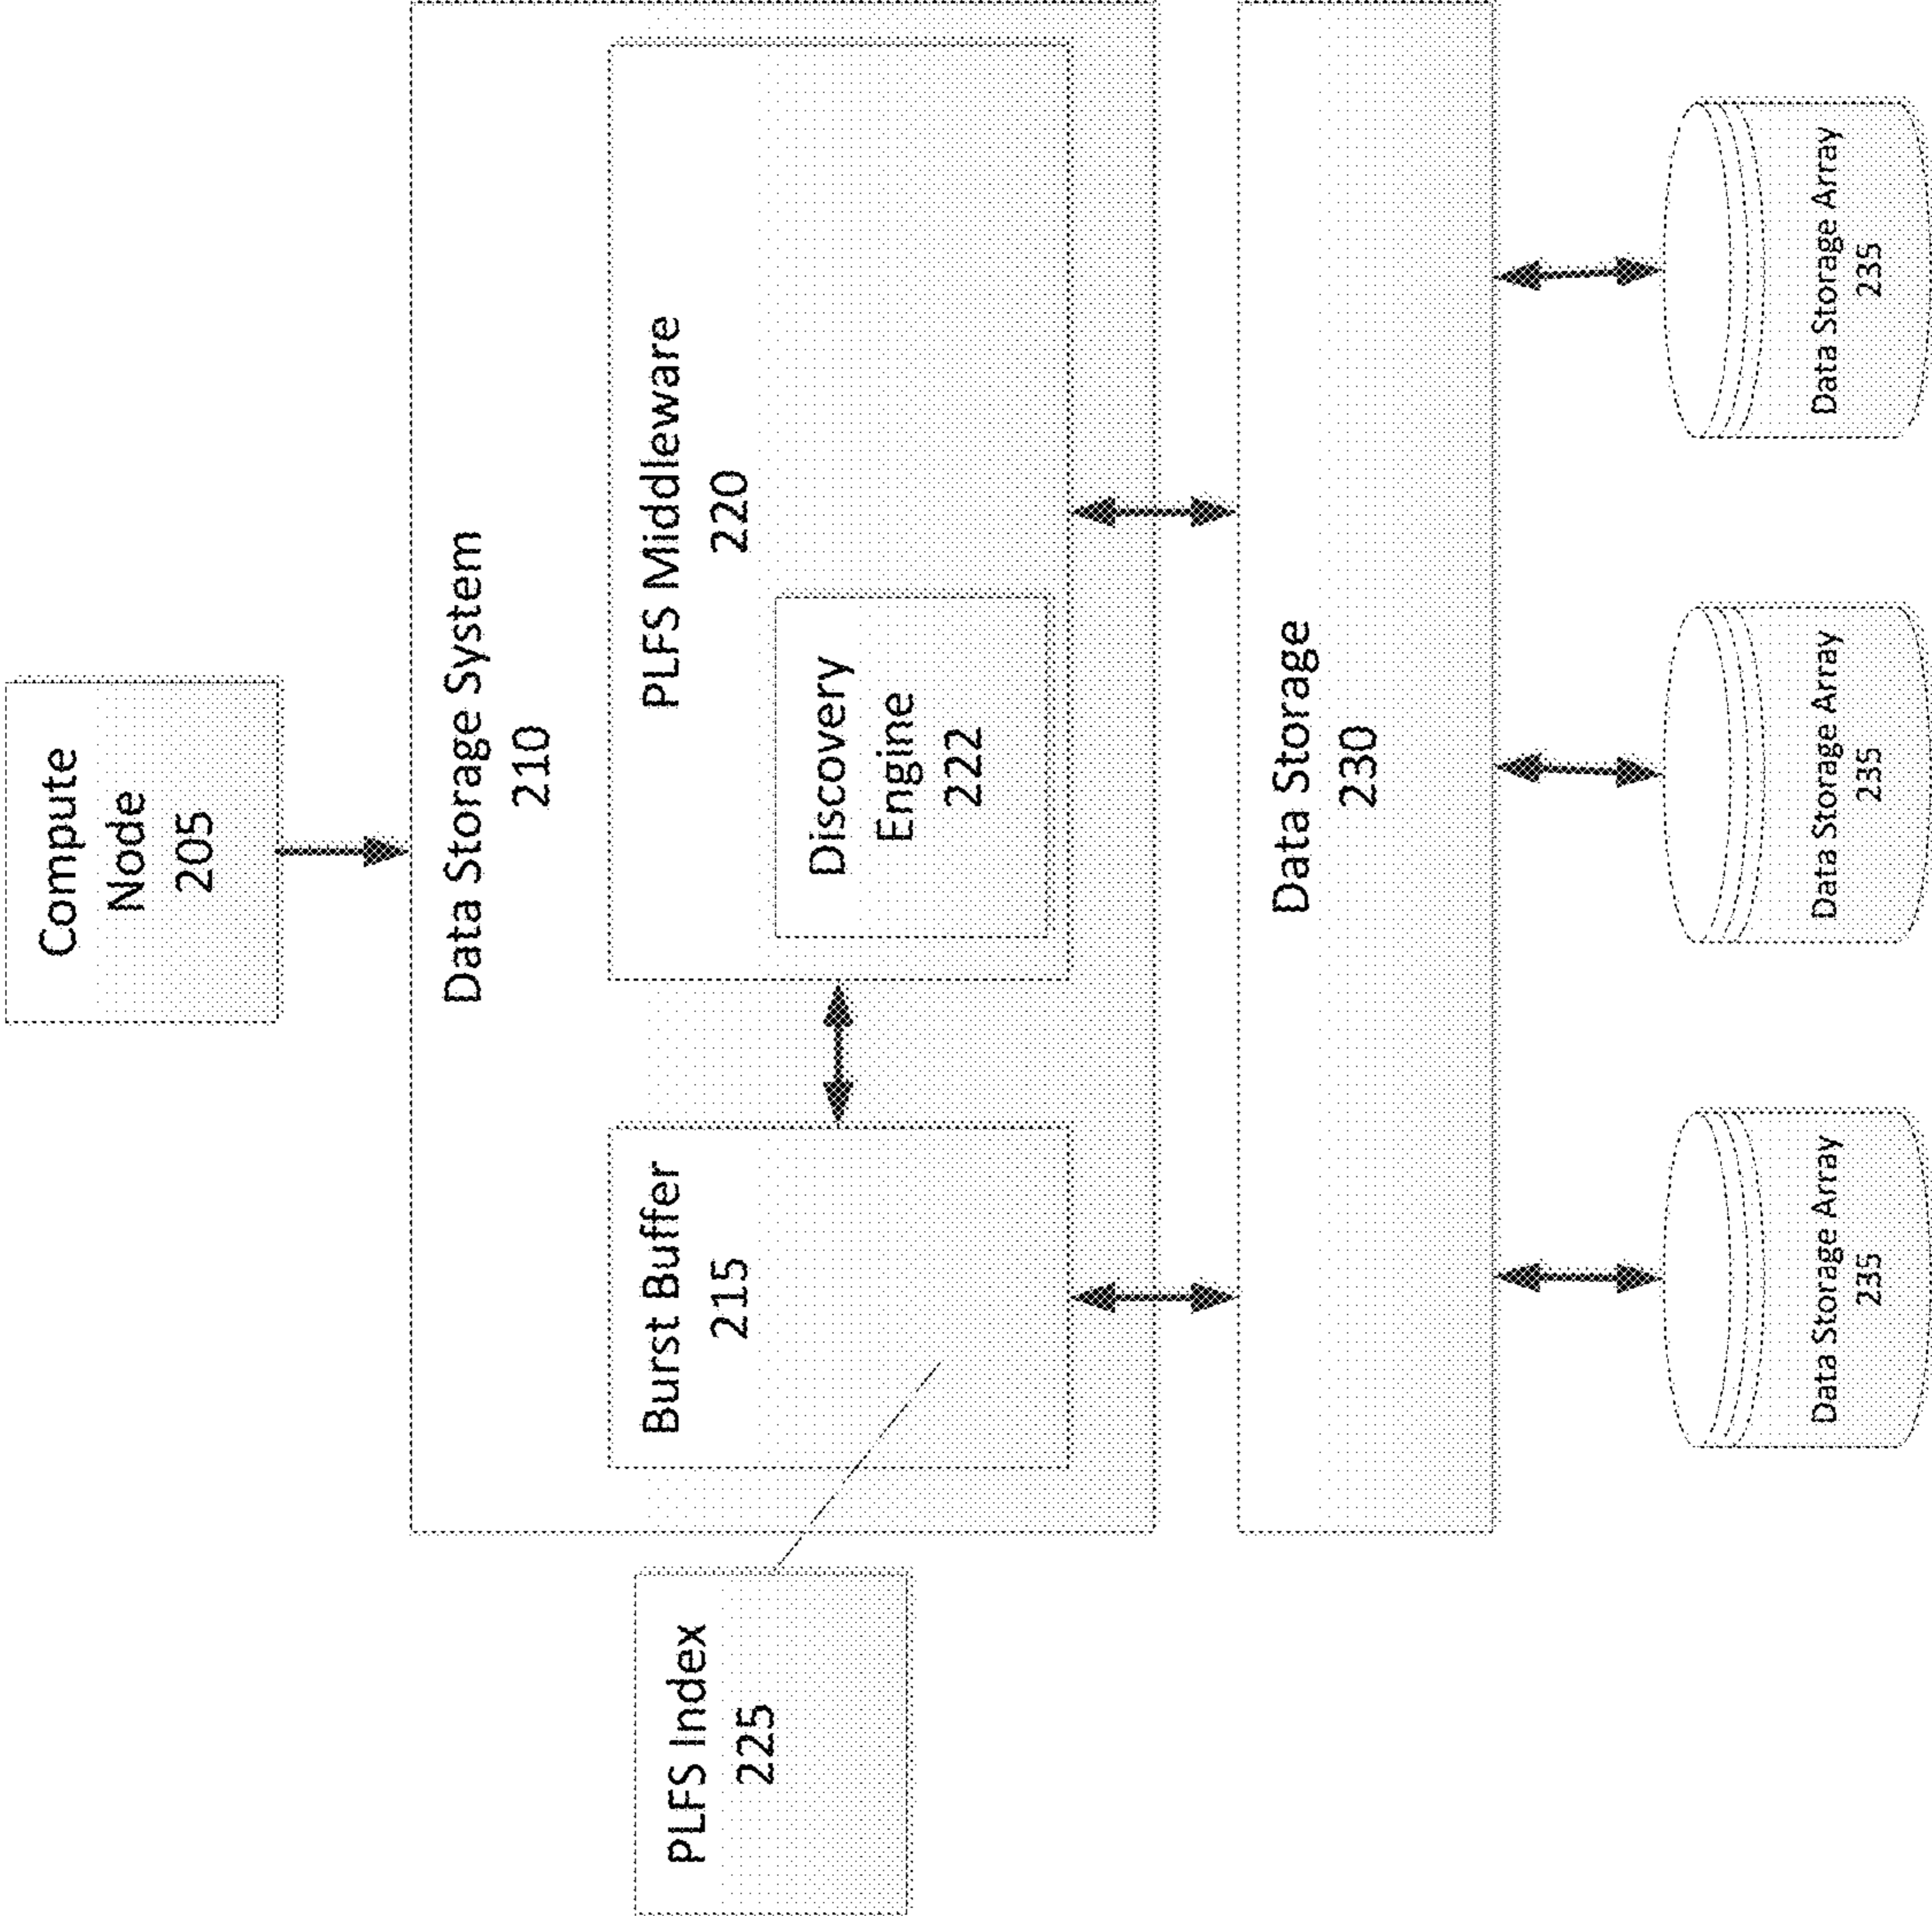 Compute
Node
205
Data Storage System
210
PLFS Index
225
Burst Buffer
215
PLFS Middleware
220
Discovery
Engine
222
Data Storage
230
Data Storage Array
235
Data Storage Array
235
Data Storage Array
235